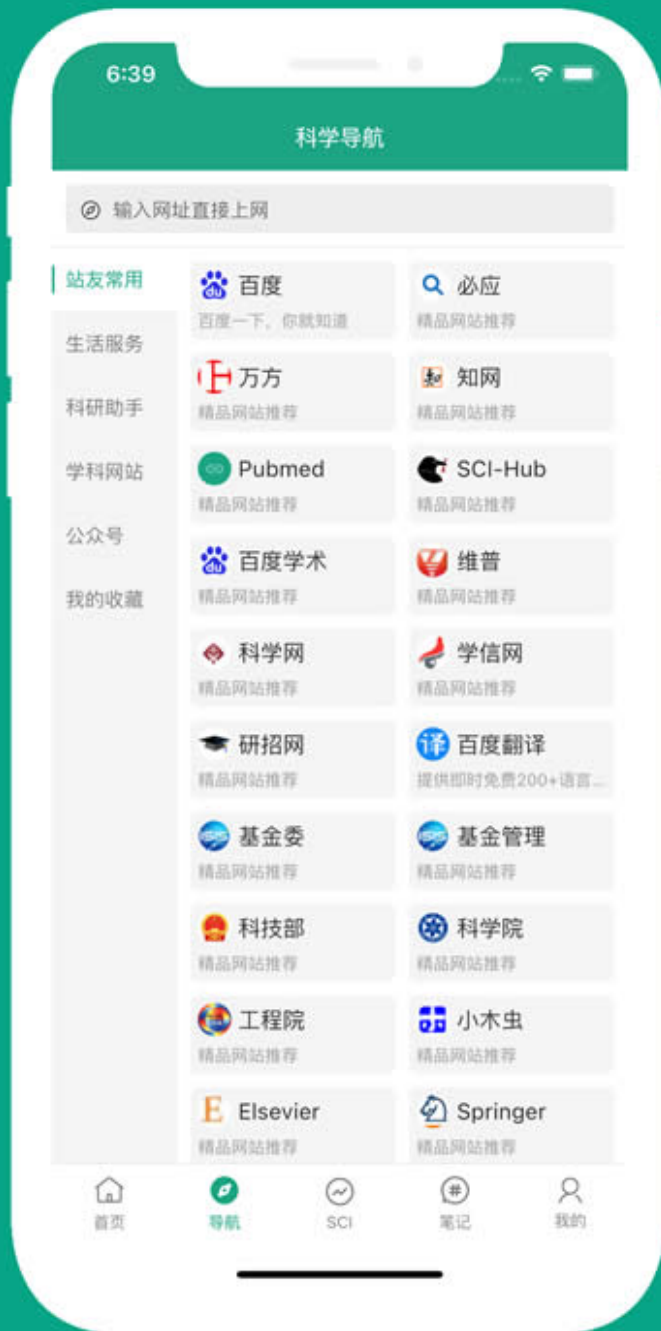 6:39
科学导航
输入网址直接上网
站友常用
生活服务
科研助手
学科网站
公众号
我的收藏
du 百度
百度一下，你就知道
必应
精品网站推荐
万方
精品网站推荐
知 知网
精品网站推荐
Pubmed
精品网站推荐
SCI-Hub
精品网站推荐
du 百度学术
精品网站推荐
维普
精品网站推荐
科学网
精品网站推荐
学信网
精品网站推荐
研招网
精品网站推荐
译 百度翻译
提供即时免费200+语言...
基金委
精品网站推荐
基金管理
精品网站推荐
科技部
精品网站推荐
科学院
精品网站推荐
工程院
精品网站推荐
小木虫
精品网站推荐
E Elsevier
精品网站推荐
Springer
精品网站推荐
首页
导航
SCI
# 笔记
我的